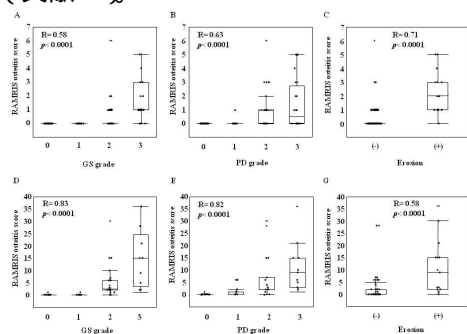 A
R= 0.58
p<0.0001
RAMRIS osteitis score
7
6
5
4
3
2
1
0
0 1 2 3
GS grade
B
R= 0.63
p<0.0001
RAMRIS osteitis score
7
6
5
4
3
2
1
0
0 1 2 3
PD grade
C
R= 0.71
p<0.0001
RAMRIS osteitis score
7
6
5
4
3
2
1
0
(-) (+)
Erosion
D
R= 0.83
p<0.0001
RAMRIS osteitis score
40
35
30
25
20
15
10
5
0
0 1 2 3
GS grade
E
R= 0.82
p<0.0001
RAMRIS osteitis score
40
35
30
25
20
15
10
5
0
0 1 2 3
PD grade
G
R= 0.58
p<0.0001
RAMRIS osteitis score
40
35
30
25
20
15
10
5
0
(-) (+)
Erosion